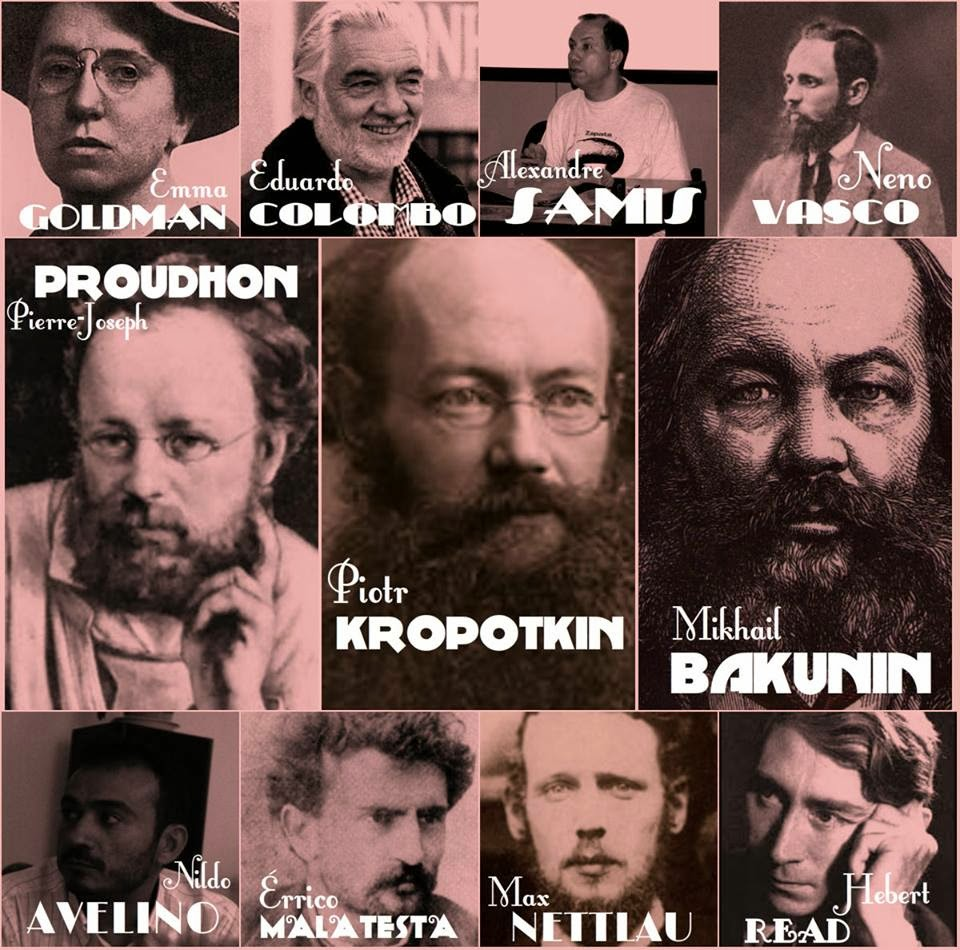 Emma
GOLDMAN
Eduardo
COLOMBO
Zapata
Alexandre
SAMIS
Neno
VASCO
PROUDHON
Pierre-Joseph
Piotr
KROPOTKIN
Mikhail
BAKUNIN
Nildo
AVELINO
Érrico
MALATESTA
Max
NETTLAU
Hebert
READ